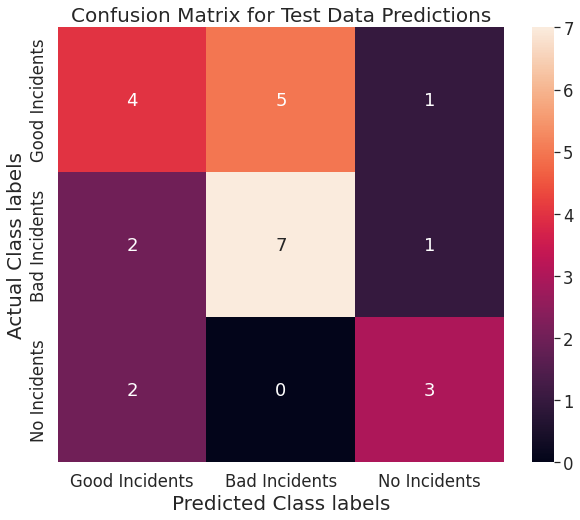 Confusion Matrix for Test Data Predictions
Actual Class labels
Good Incidents
Bad Incidents
No Incidents
4 5 1
2 7 1
2 0 3
Good Incidents Bad Incidents No Incidents
Predicted Class labels
7
6
5
4
3
2
1
0